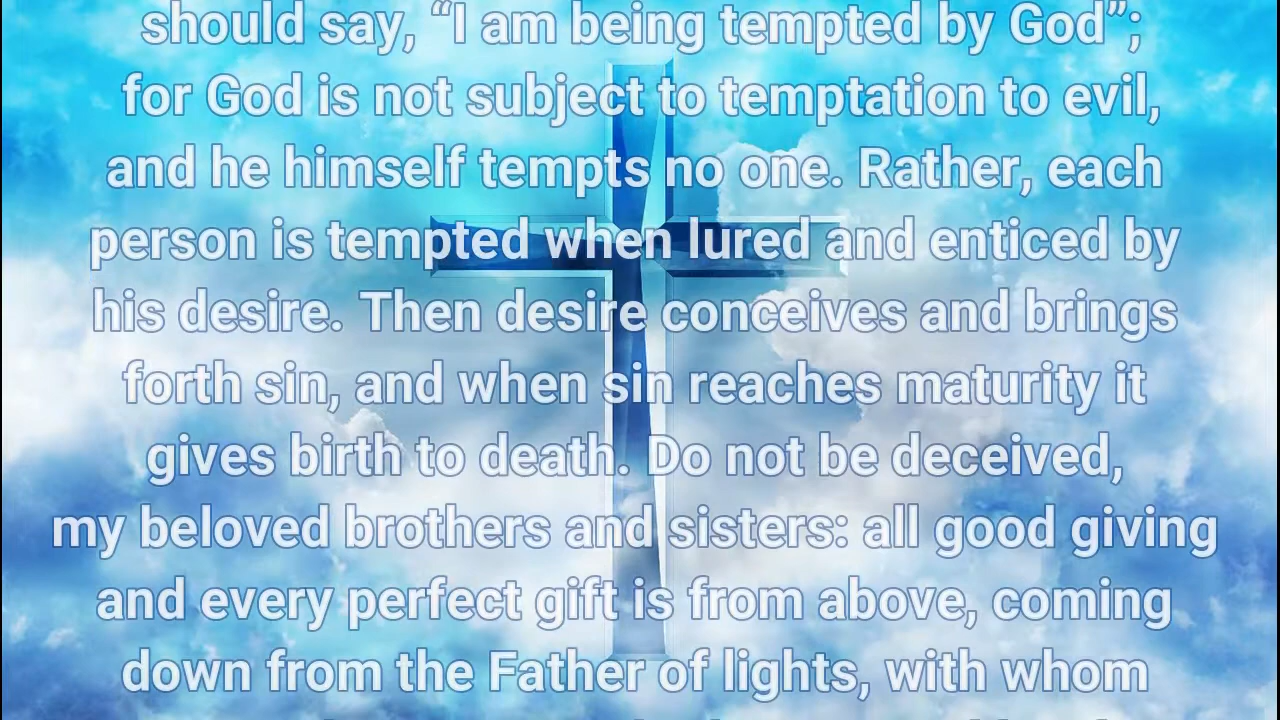 should say, “I am being tempted by God”;
for God is not subject to temptation to evil,
and he himself tempts no one. Rather, each
person is tempted when lured and enticed by
his desire. Then desire conceives and brings
forth sin, and when sin reaches maturity it
gives birth to death. Do not be deceived,
my beloved brothers and sisters: all good giving
and every perfect gift is from above, coming
down from the Father of lights, with whom